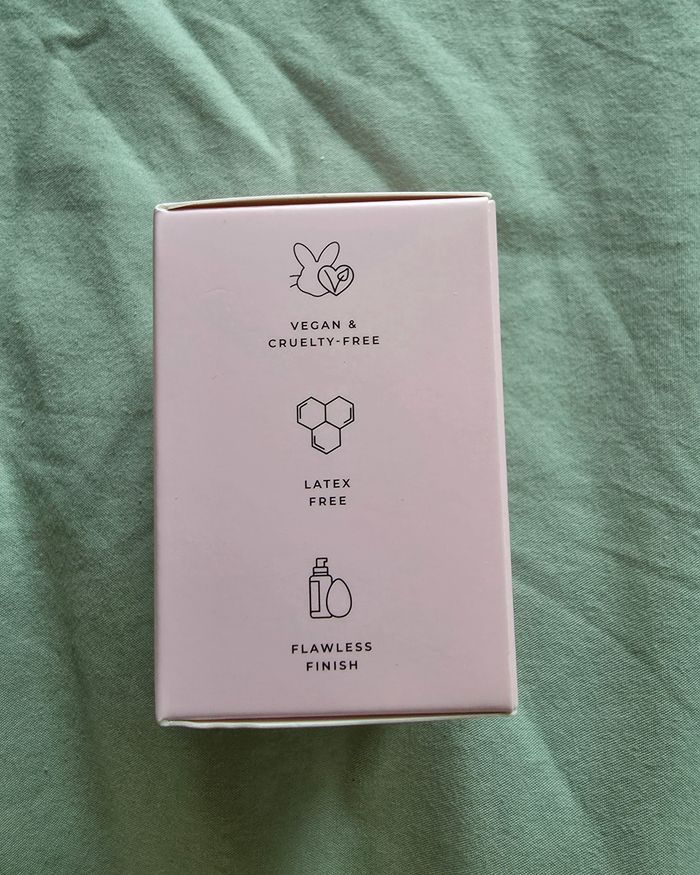 VEGAN &
CRUELTY-FREE
LATEX
FREE
FLAWLESS
FINISH